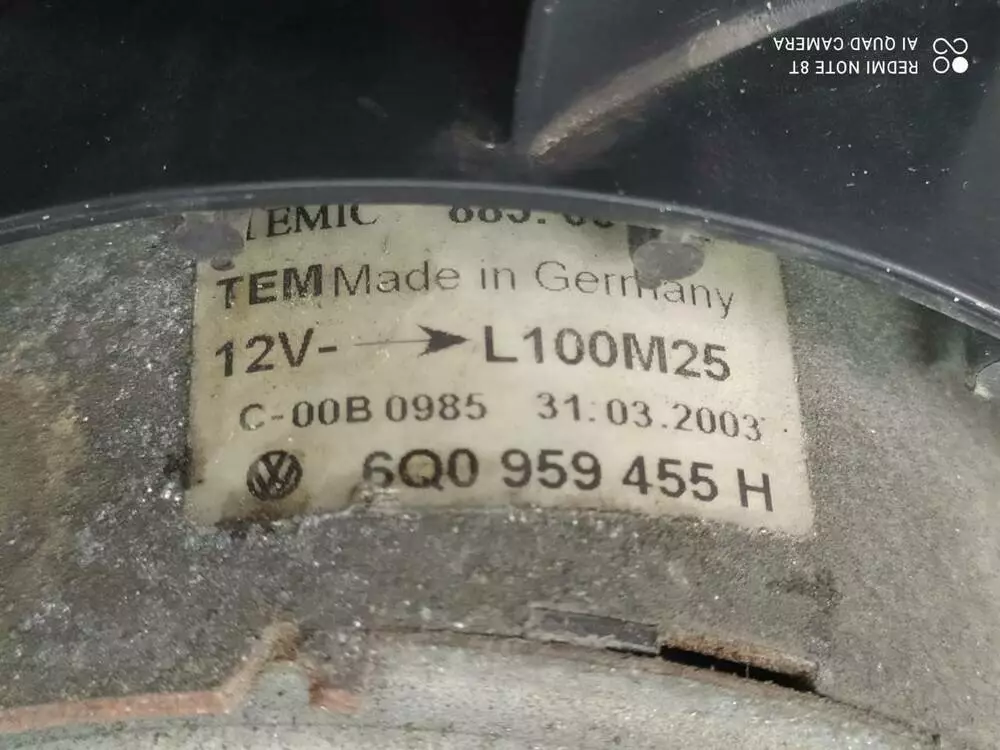 TEMIC
TEM Made in Germany
12V- L100M25
C-00B 0985 31.03.2003
6Q0 959 455 H
REDMI NOTE 8T
AI QUAD CAMERA